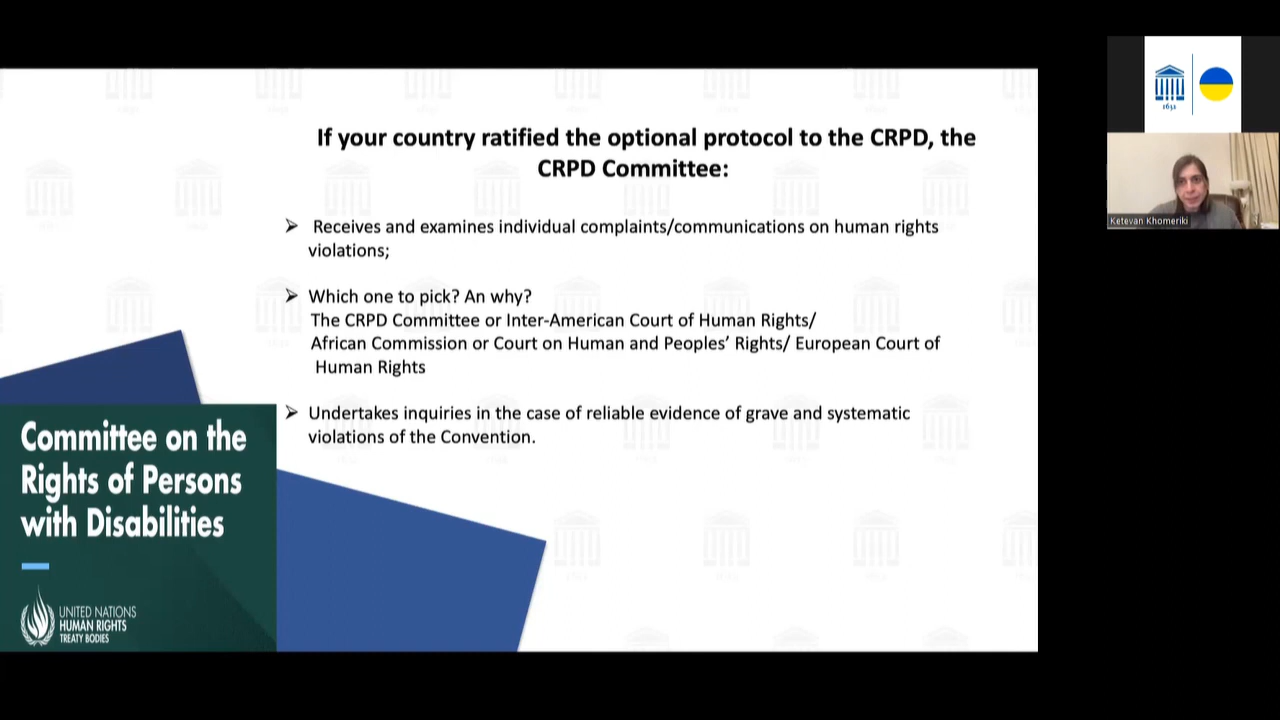 If your country ratified the optional protocol to the CRPD, the
CRPD Committee:
➢ Receives and examines individual complaints/communications on human rights
violations;
➢ Which one to pick? An why?
The CRPD Committee or Inter-American Court of Human Rights/
African Commission or Court on Human and Peoples’ Rights/ European Court of
Human Rights
➢ Undertakes inquiries in the case of reliable evidence of grave and systematic
violations of the Convention.
Committee on the
Rights of Persons
with Disabilities
UNITED NATIONS
HUMAN RIGHTS
TREATY BODIES
1632
Ketevan Khomeriki